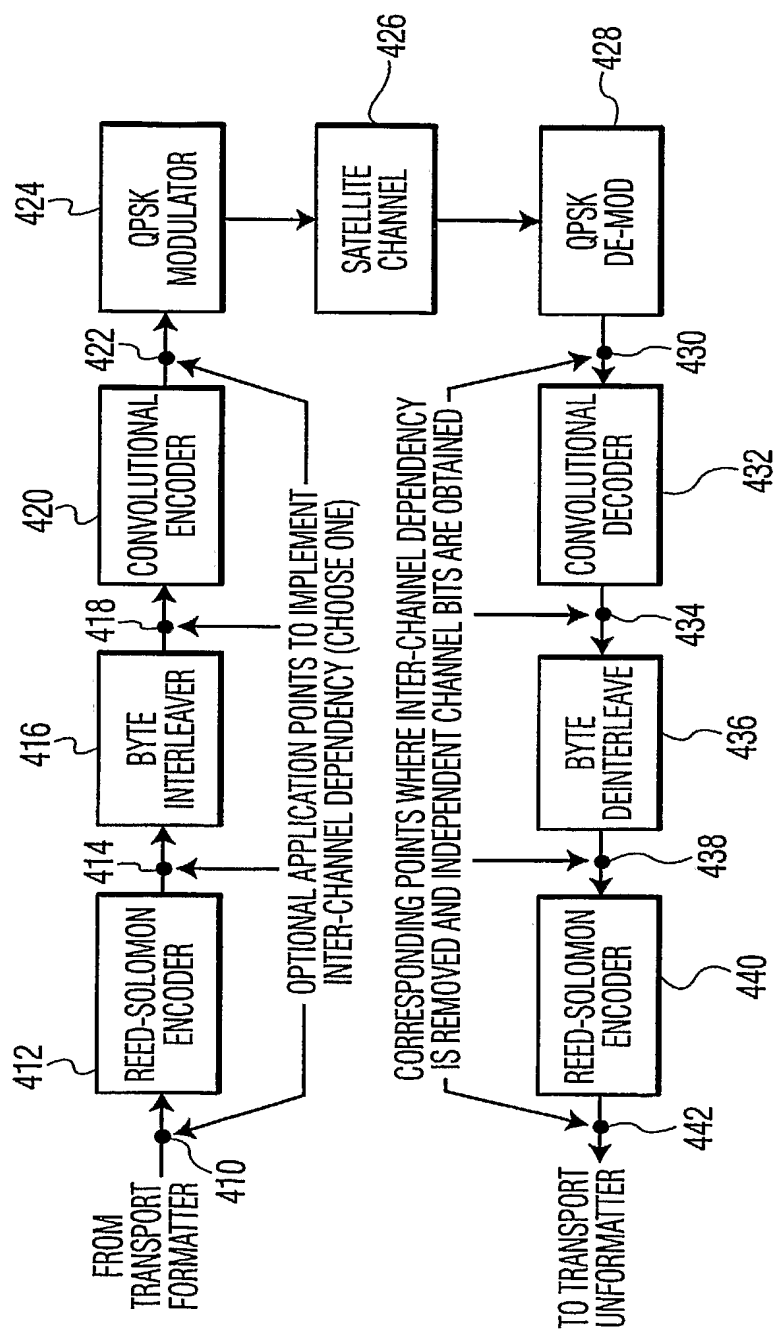 FROM
TRANSPORT
FORMATTER
410
412
REED-SOLOMON
ENCODER
414
416
BYTE
INTERLEAVER
418
420
CONVOLUTIONAL
ENCODER
422
424
QPSK
MODULATOR
OPTIONAL APPLICATION POINTS TO IMPLEMENT
INTER-CHANNEL DEPENDENCY (CHOOSE ONE)
SATELLITE
CHANNEL
426
CORRESPONDING POINTS WHERE INTER-CHANNEL DEPENDENCY
IS REMOVED AND INDEPENDENT CHANNEL BITS ARE OBTAINED
QPSK
DE-MOD
428
430
CONVOLUTIONAL
DECODER
432
434
BYTE
DEINTERLEAVE
436
438
REED-SOLOMON
ENCODER
440
442
TO TRANSPORT
UNFORMATTER